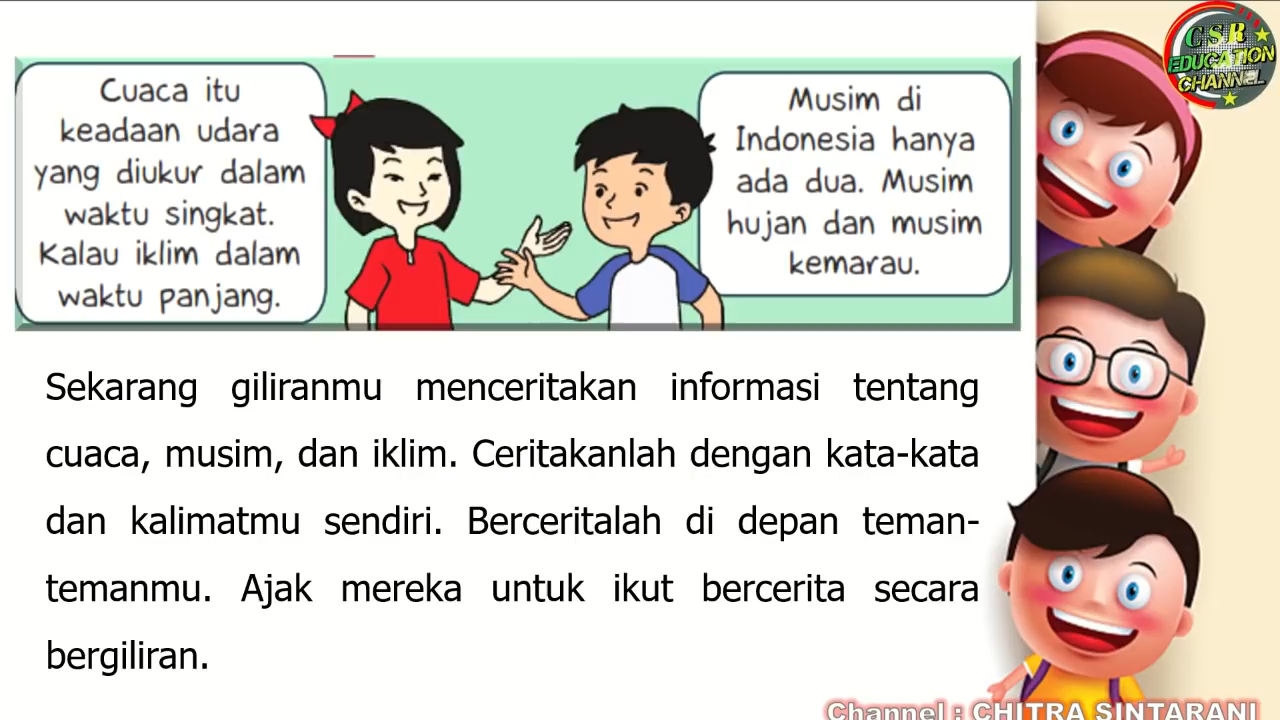 Cuaca itu
keadaan udara
yang diukur dalam
waktu singkat.
Kalau iklim dalam
waktu panjang.
Musim di
Indonesia hanya
ada dua. Musim
hujan dan musim
kemarau.
Sekarang giliranmu menceritakan informasi tentang
cuaca, musim, dan iklim. Ceritakanlah dengan kata-kata
dan kalimatmu sendiri. Berceritalah di depan teman-
temanmu. Ajak mereka untuk ikut bercerita secara
bergiliran.
CSR
EDUCATION
CHANNEL
Channel : CHITRA SINTARANI